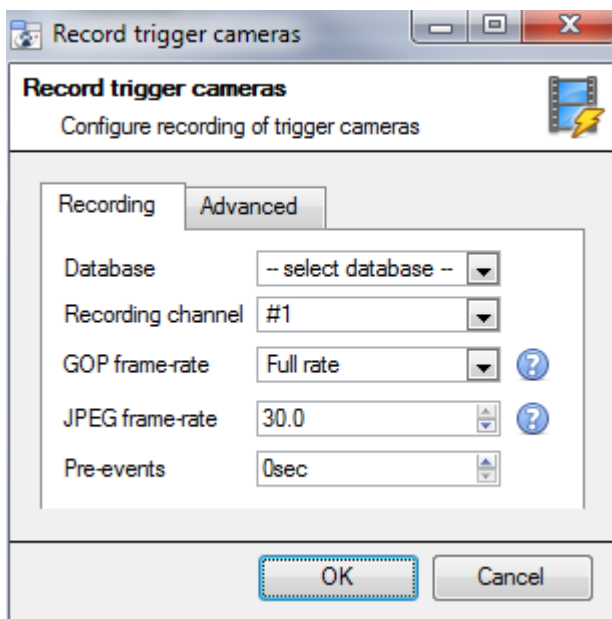 Record trigger cameras
Record trigger cameras
Configure recording of trigger cameras
Recording Advanced
Database -- select database --
Recording channel #1
GOP frame-rate Full rate ?
JPEG frame-rate 30.0 ?
Pre-events 0sec
OK Cancel